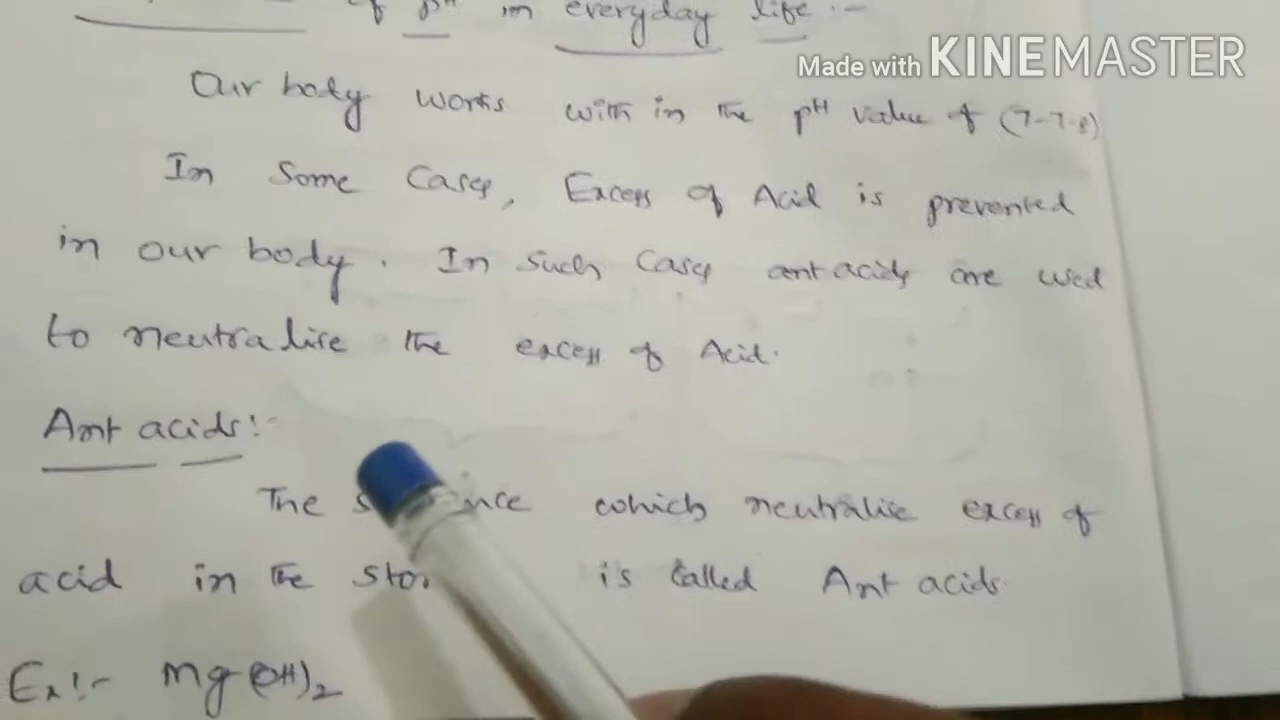 of pH in everyday life :-
Made with KINEMASTER
Our body works with in the pH value of (7-7.8)
In Some Cases, Excess of Acid is prevented
in our body. In such Cases antacids are used
to neutralise the excess of Acid.
Ant acids:-
The which neutralise excess of
acid in the is Called Ant acids
Ex:- Mg(OH)2